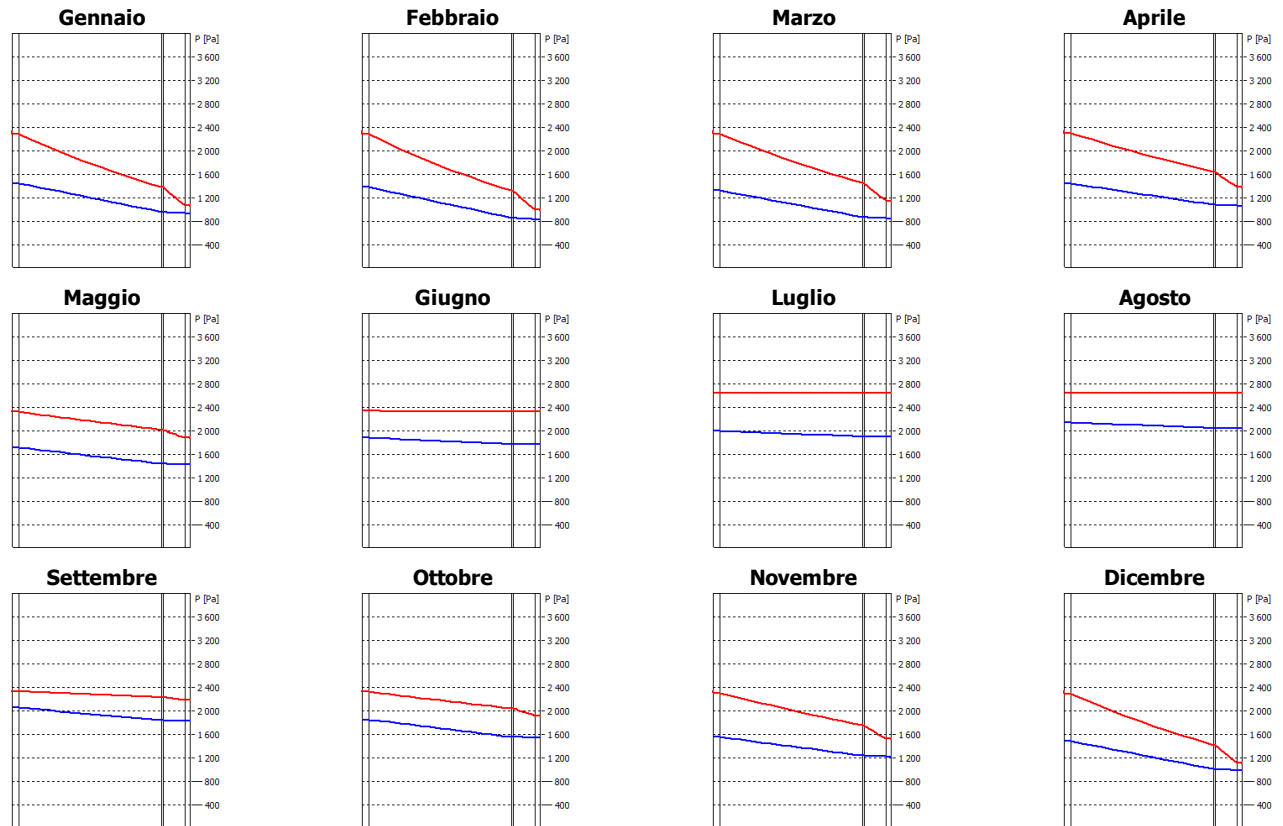 Gennaio Febbraio Marzo Aprile
P [Pa] P [Pa] P [Pa] P [Pa]
3 600 3 600 3 600 3 600
3 200 3 200 3 200 3 200
2 800 2 800 2 800 2 800
2 400 2 400 2 400 2 400
2 000 2 000 2 000 2 000
1 600 1 600 1 600 1 600
1 200 1 200 1 200 1 200
800 800 800 800
400 400 400 400
Maggio Giugno Luglio Agosto
P [Pa] P [Pa] P [Pa] P [Pa]
3 600 3 600 3 600 3 600
3 200 3 200 3 200 3 200
2 800 2 800 2 800 2 800
2 400 2 400 2 400 2 400
2 000 2 000 2 000 2 000
1 600 1 600 1 600 1 600
1 200 1 200 1 200 1 200
800 800 800 800
400 400 400 400
Settembre Ottobre Novembre Dicembre
P [Pa] P [Pa] P [Pa] P [Pa]
3 600 3 600 3 600 3 600
3 200 3 200 3 200 3 200
2 800 2 800 2 800 2 800
2 400 2 400 2 400 2 400
2 000 2 000 2 000 2 000
1 600 1 600 1 600 1 600
1 200 1 200 1 200 1 200
800 800 800 800
400 400 400 400